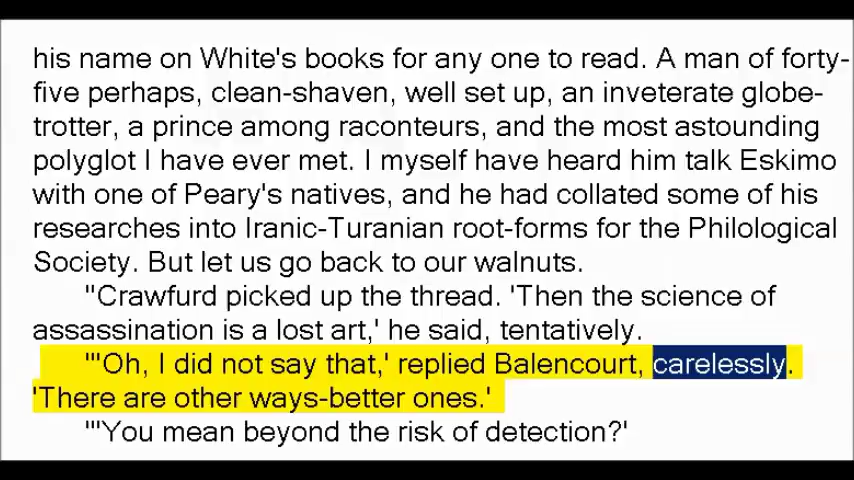 his name on White's books for any one to read. A man of forty-
five perhaps, clean-shaven, well set up, an inveterate globe-
trotter, a prince among raconteurs, and the most astounding
polyglot I have ever met. I myself have heard him talk Eskimo
with one of Peary's natives, and he had collated some of his
researches into Iranic-Turanian root-forms for the Philological
Society. But let us go back to our walnuts.
"Crawfurd picked up the thread. 'Then the science of
assassination is a lost art,' he said, tentatively.
"'Oh, I did not say that,' replied Balencourt, carelessly.
'There are other ways-better ones.'
"'You mean beyond the risk of detection?'